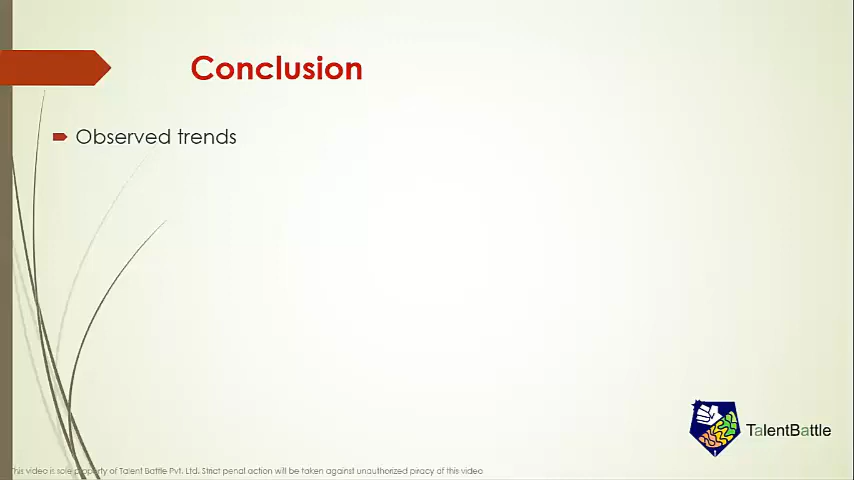 Conclusion
Observed trends
TalentBattle
This video is sole property of Talent Battle Pvt. Ltd. Strict penal action will be taken against unauthorized piracy of this video